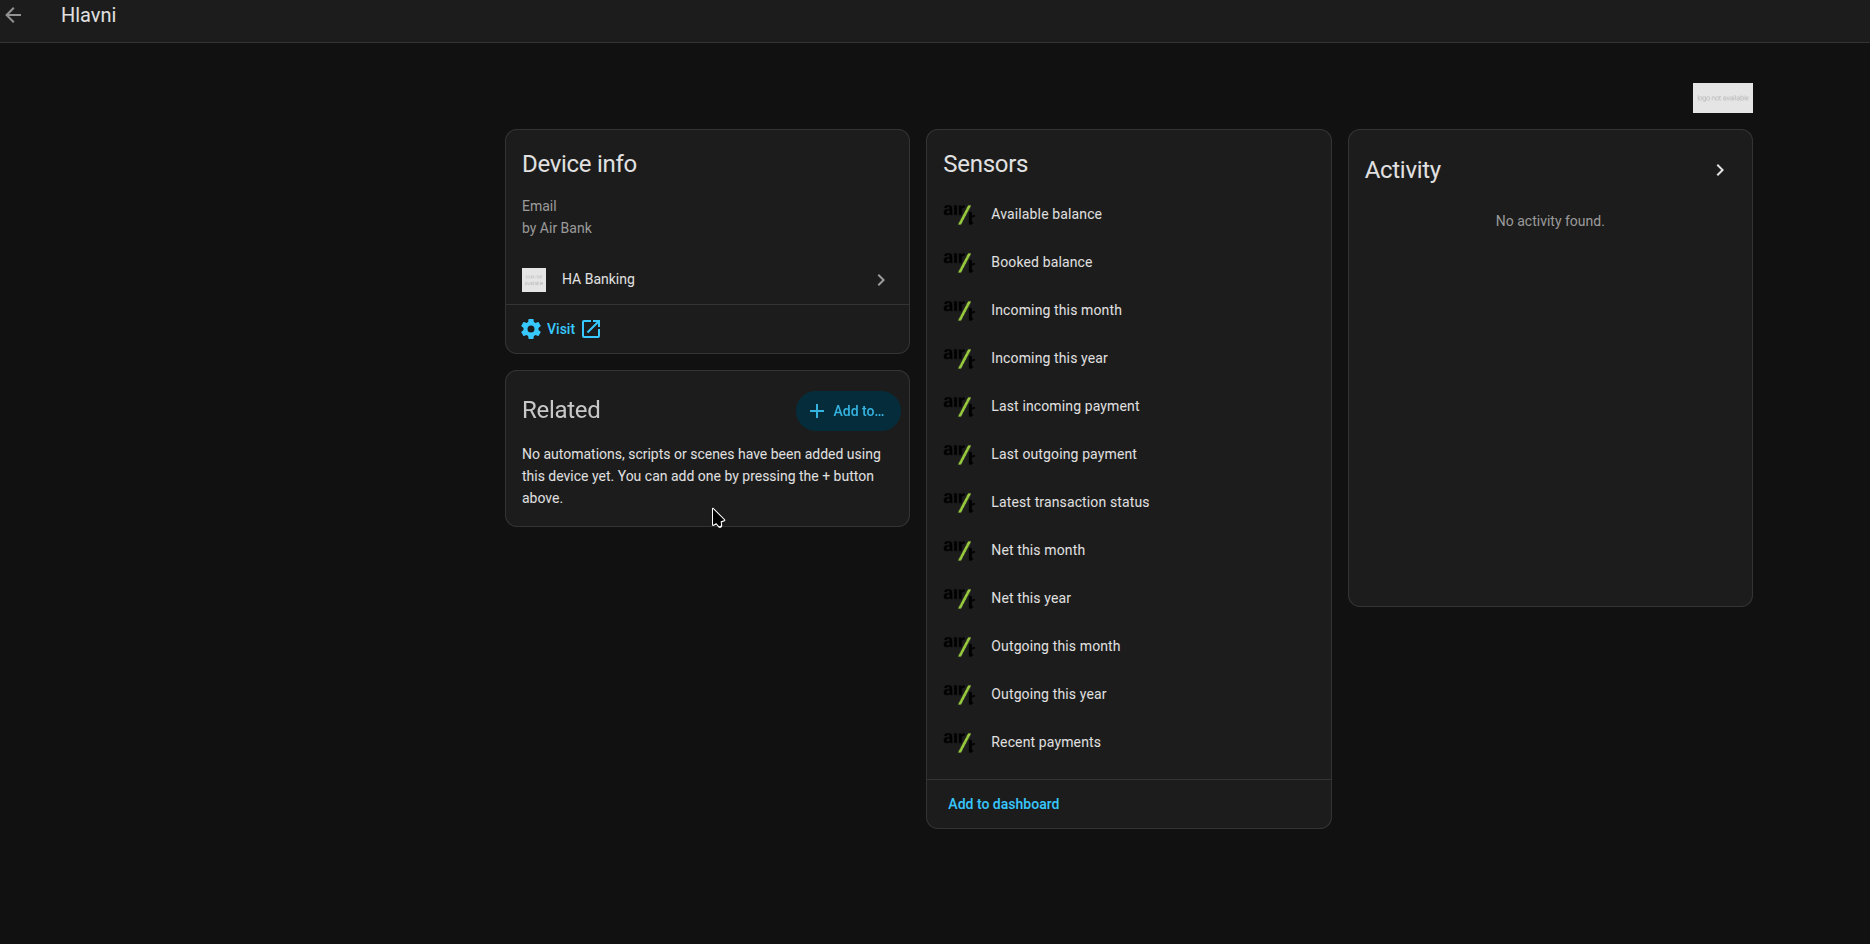 Hlavni
logo not available
Device info
Email
by Air Bank
HA Banking
Visit
Related
Add to...
No automations, scripts or scenes have been added using
this device yet. You can add one by pressing the + button
above.
Sensors
Available balance
Booked balance
Incoming this month
Incoming this year
Last incoming payment
Last outgoing payment
Latest transaction status
Net this month
Net this year
Outgoing this month
Outgoing this year
Recent payments
Add to dashboard
Activity
No activity found.